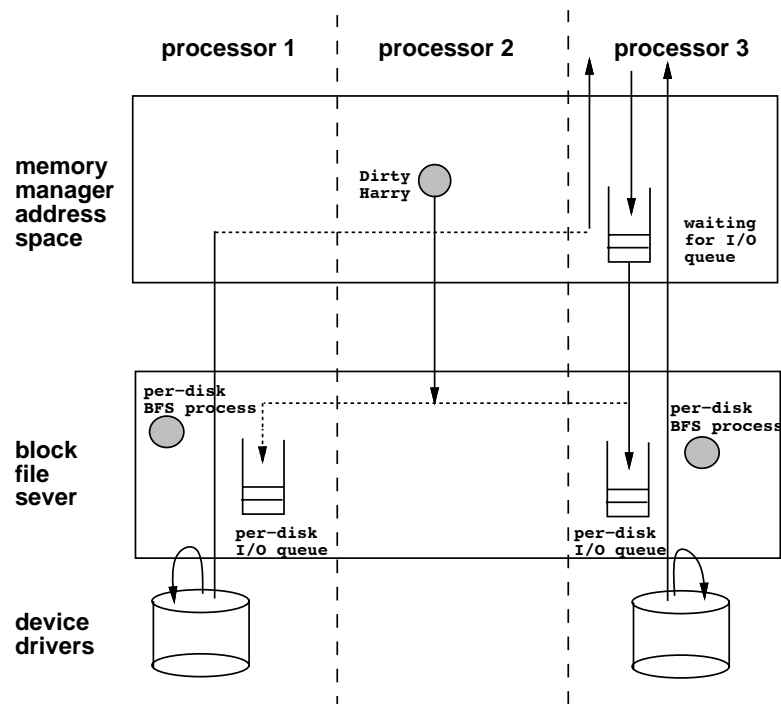 processor 1
processor 2
processor 3
memory
manager
address
space
Dirty
Harry
waiting
for I/O
queue
per-disk
BFS process
per-disk
BFS process
block
file
sever
per-disk
I/O queue
per-disk
I/O queue
device
drivers